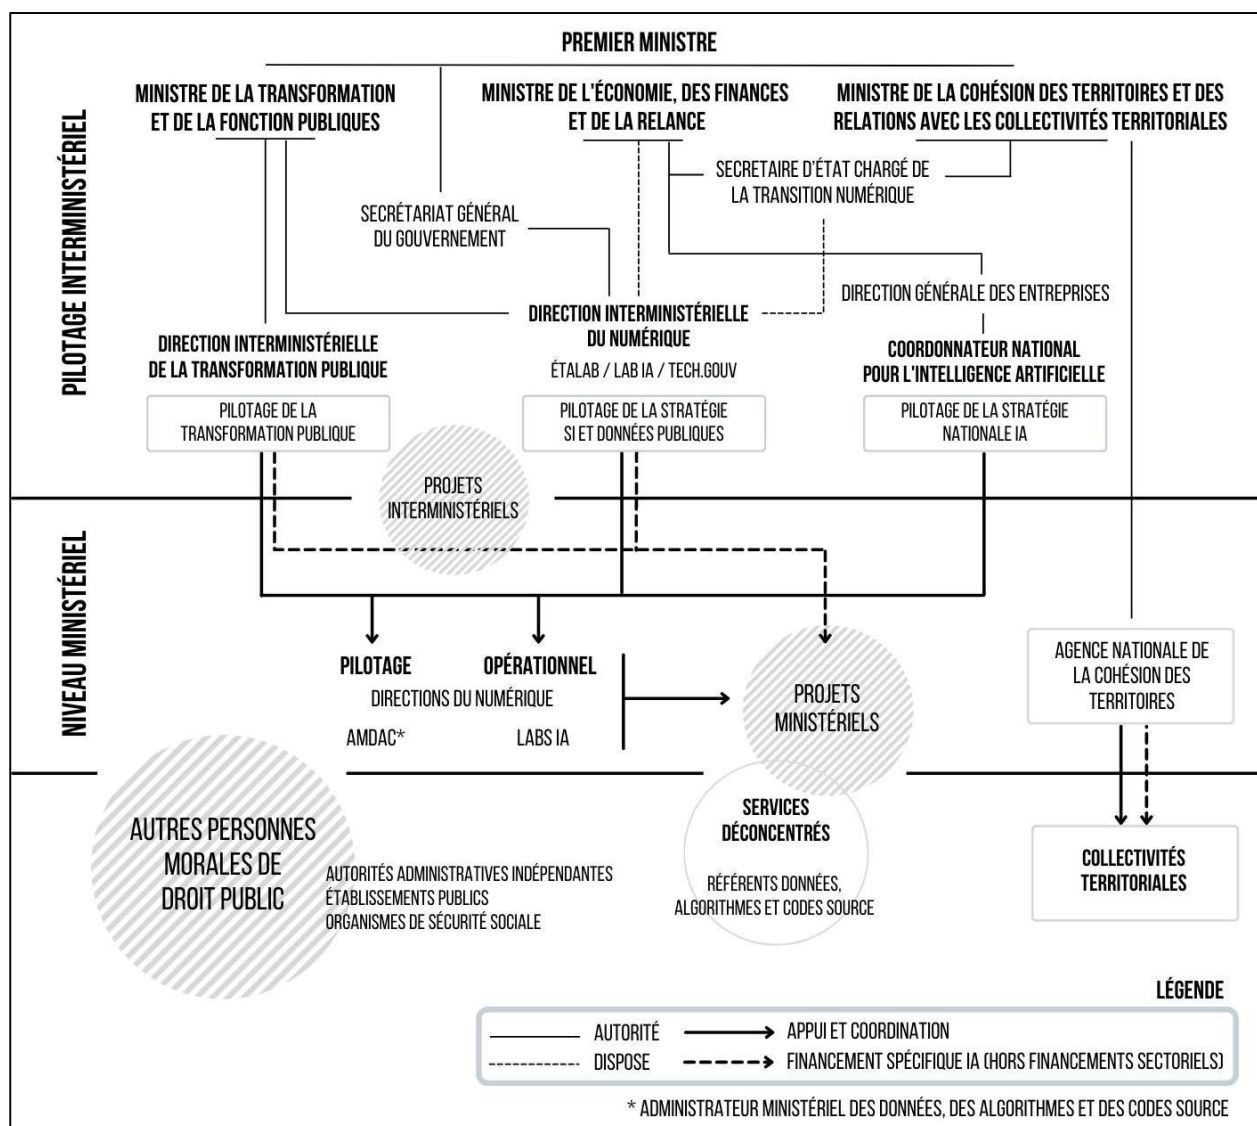 PREMIER MINISTRE
PILOTAGE INTERMINISTÉRIEL
MINISTRE DE LA TRANSFORMATION
ET DE LA FONCTION PUBLIQUES
MINISTRE DE L'ÉCONOMIE, DES FINANCES
ET DE LA RELANCE
MINISTRE DE LA COHÉSION DES TERRITOIRES ET DES
RELATIONS AVEC LES COLLECTIVITÉS TERRITORIALES
SECRETAIRE D'ÉTAT CHARGÉ DE
LA TRANSITION NUMÉRIQUE
SECRÉTARIAT GÉNÉRAL
DU GOUVERNEMENT
DIRECTION GÉNÉRALE DES ENTREPRISES
DIRECTION INTERMINISTÉRIELLE
DU NUMÉRIQUE
ÉTALAB / LAB IA / TECH.GOUV
DIRECTION INTERMINISTÉRIELLE
DE LA TRANSFORMATION PUBLIQUE
COORDONNATEUR NATIONAL
POUR L'INTELLIGENCE ARTIFICIELLE
PILOTAGE DE LA
TRANSFORMATION PUBLIQUE
PILOTAGE DE LA STRATÉGIE
SI ET DONNÉES PUBLIQUES
PILOTAGE DE LA STRATÉGIE
NATIONALE IA
PROJETS
INTERMINISTÉRIELS
NIVEAU MINISTÉRIEL
PILOTAGE
OPÉRATIONNEL
DIRECTIONS DU NUMÉRIQUE
AMDAC*
LABS IA
PROJETS
MINISTÉRIELS
AGENCE NATIONALE DE
LA COHÉSION DES
TERRITOIRES
AUTRES PERSONNES
MORALES DE
DROIT PUBLIC
AUTORITÉS ADMINISTRATIVES INDÉPENDANTES
ÉTABLISSEMENTS PUBLICS
ORGANISMES DE SÉCURITÉ SOCIALE
SERVICES
DÉCONCENTRÉS
RÉFÉRENTS DONNÉES,
ALGORITHMES ET CODES SOURCE
COLLECTIVITÉS
TERRITORIALES
LÉGENDE
AUTORITÉ
APPUI ET COORDINATION
DISPOSE
FINANCEMENT SPÉCIFIQUE IA (HORS FINANCEMENTS SECTORIELS)
* ADMINISTRATEUR MINISTÉRIEL DES DONNÉES, DES ALGORITHMES ET DES CODES SOURCE